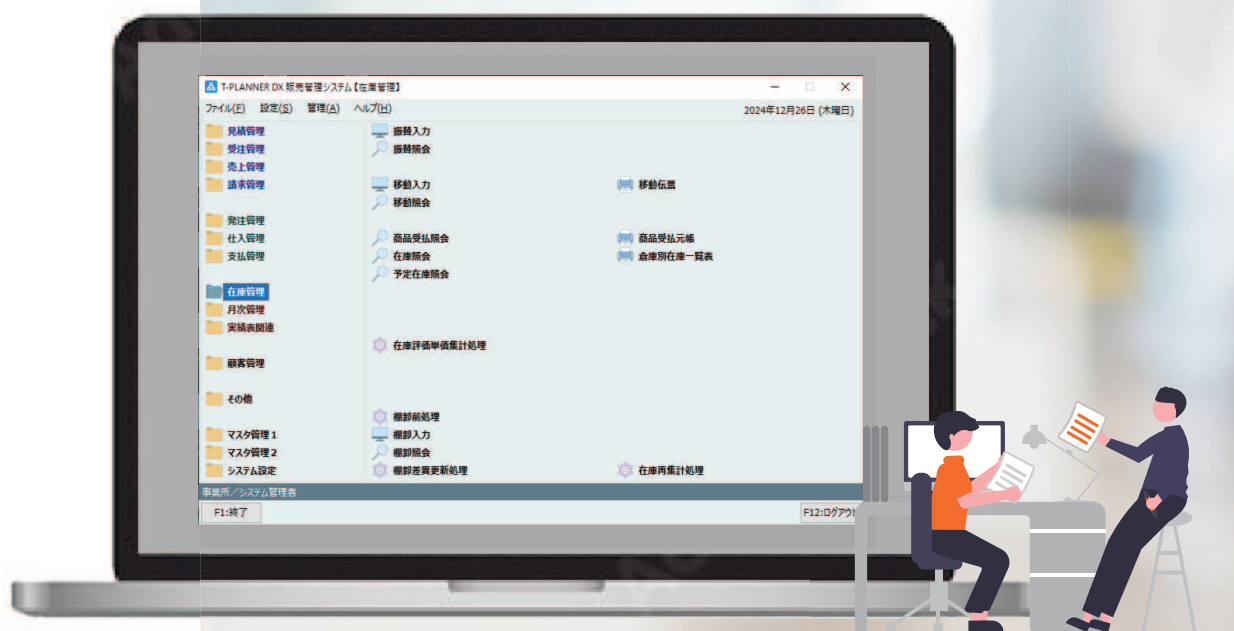 T-PLANNER DX 販売管理システム【在庫管理】
ファイル(F) 設定(S) 管理(A) ヘルプ(H) 2024年12月26日 (木曜日)
見積管理 振替入力
受注管理 振替照会
売上管理
請求管理 移動入力 移動伝票
移動照会
発注管理
仕入管理 商品受払照会 商品受払元帳
支払管理 在庫照会 倉庫別在庫一覧表
予定在庫照会
在庫管理
月次管理
実績表関連
在庫評価単価集計処理
顧客管理
その他
棚卸前処理
マスタ管理1 棚卸入力
マスタ管理2 棚卸照会
システム設定 棚卸差異更新処理 在庫再集計処理
事業所／システム管理者
F1:終了 F12:ログアウト